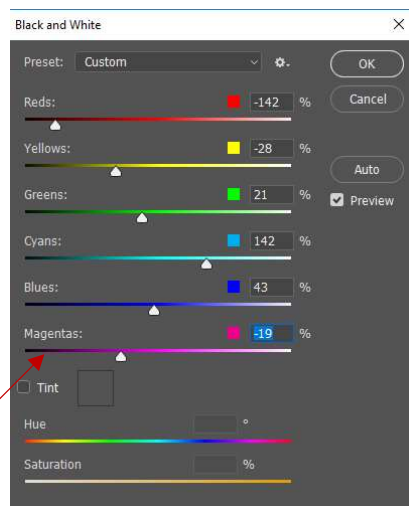 Black and White
Preset: Custom
OK
Reds: -142 %
Cancel
Yellows: -28 %
Auto
Greens: 21 %
Preview
Cyans: 142 %
Blues: 43 %
Magentas: -19 %
Tint
Hue °
Saturation %